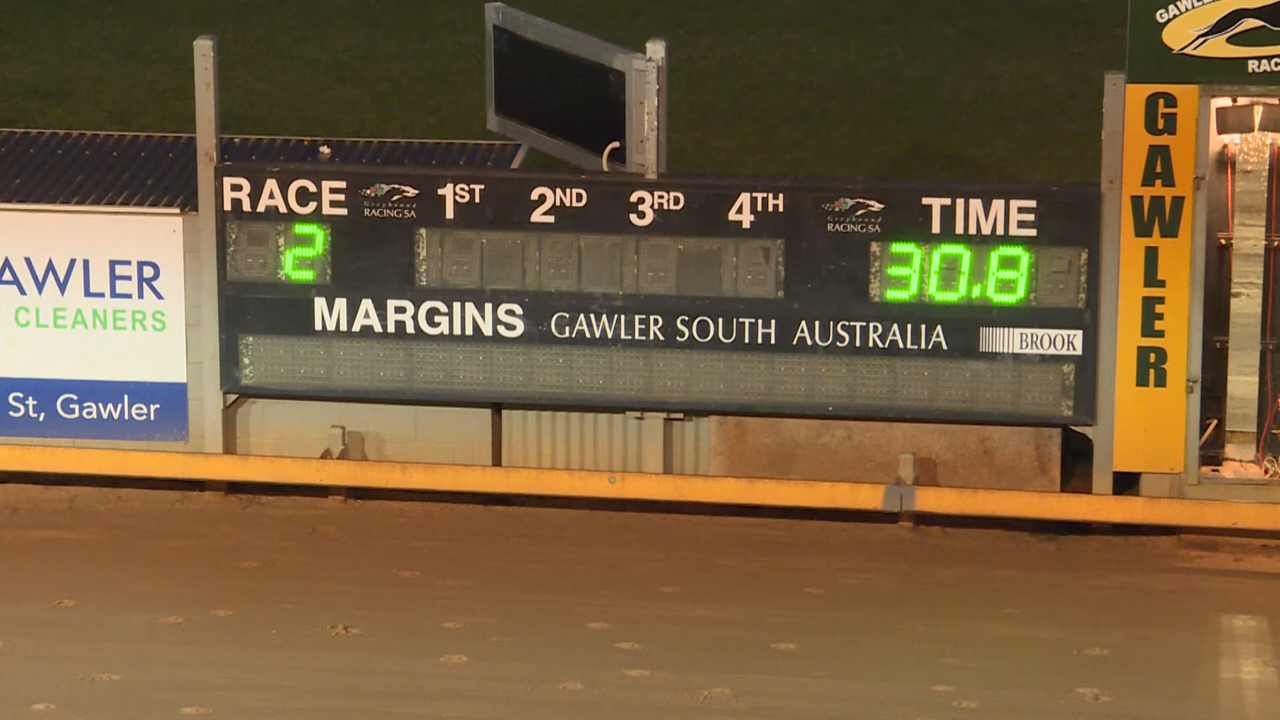 GAWLER
RAC
RACE
Greyhound
RACING SA
1ST 2ND 3RD 4TH
Greyhound
RACING SA
TIME
2
30.8
MARGINS GAWLER SOUTH AUSTRALIA BROOK
AWLER
CLEANERS
St, Gawler
GAWLER